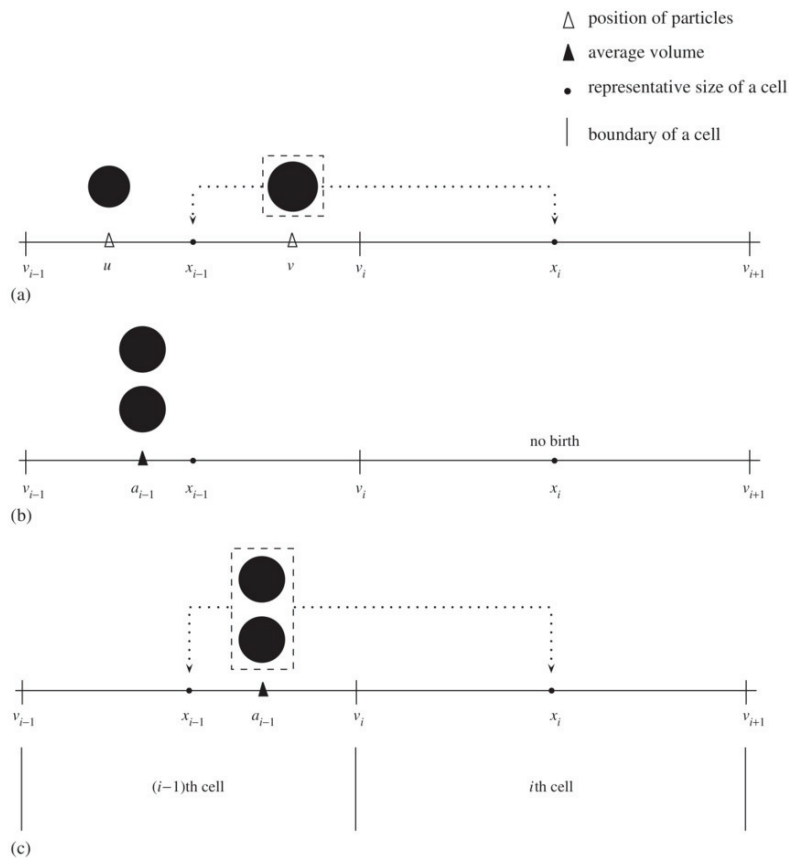 position of particles
average volume
representative size of a cell
boundary of a cell
v_{i−1} u x_{i−1} v v_i x_i v_{i+1}
(a)
no birth
v_{i−1} a_{i−1} x_{i−1} v_i x_i v_{i+1}
(b)
v_{i−1} x_{i−1} a_{i−1} v_i x_i v_{i+1}
(i−1)th cell ith cell
(c)